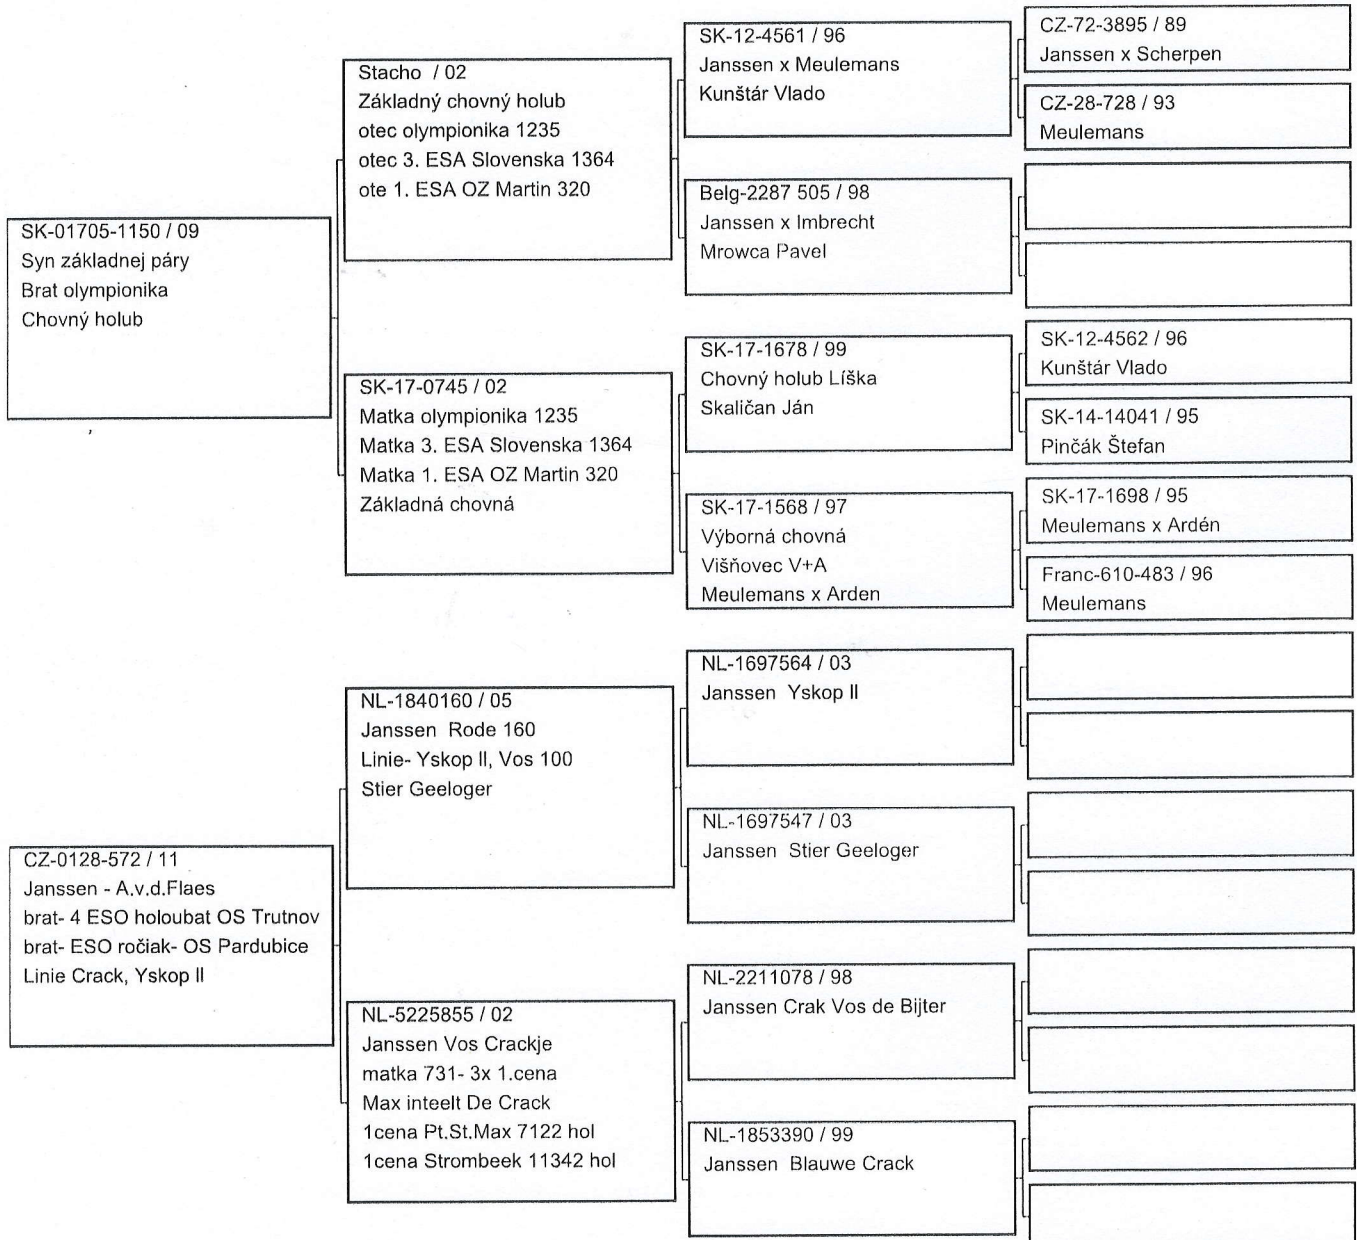 SK-01705-1150 / 09
Syn základnej páry
Brat olympionika
Chovný holub
Stacho / 02
Základný chovný holub
otec olympionika 1235
otec 3. ESA Slovenska 1364
ote 1. ESA OZ Martin 320
SK-17-0745 / 02
Matka olympionika 1235
Matka 3. ESA Slovenska 1364
Matka 1. ESA OZ Martin 320
Základná chovná
SK-12-4561 / 96
Janssen x Meulemans
Kunštár Vlado
Belg-2287 505 / 98
Janssen x Imbrecht
Mrowca Pavel
SK-17-1678 / 99
Chovný holub Líška
Skaličan Ján
SK-17-1568 / 97
Výborná chovná
Višňovec V+A
Meulemans x Arden
CZ-72-3895 / 89
Janssen x Scherpen
CZ-28-728 / 93
Meulemans
SK-12-4562 / 96
Kunštár Vlado
SK-14-14041 / 95
Pinčák Štefan
SK-17-1698 / 95
Meulemans x Ardén
Franc-610-483 / 96
Meulemans
CZ-0128-572 / 11
Janssen - A.v.d.Flaes
brat- 4 ESO holoubat OS Trutnov
brat- ESO ročiak- OS Pardubice
Linie Crack, Yskop II
NL-1840160 / 05
Janssen Rode 160
Linie- Yskop II, Vos 100
Stier Geeloger
NL-5225855 / 02
Janssen Vos Crackje
matka 731- 3x 1.cena
Max inteelt De Crack
1cena Pt.St.Max 7122 hol
1cena Strombeek 11342 hol
NL-1697564 / 03
Janssen Yskop II
NL-1697547 / 03
Janssen Stier Geeloger
NL-2211078 / 98
Janssen Crak Vos de Bijter
NL-1853390 / 99
Janssen Blauwe Crack